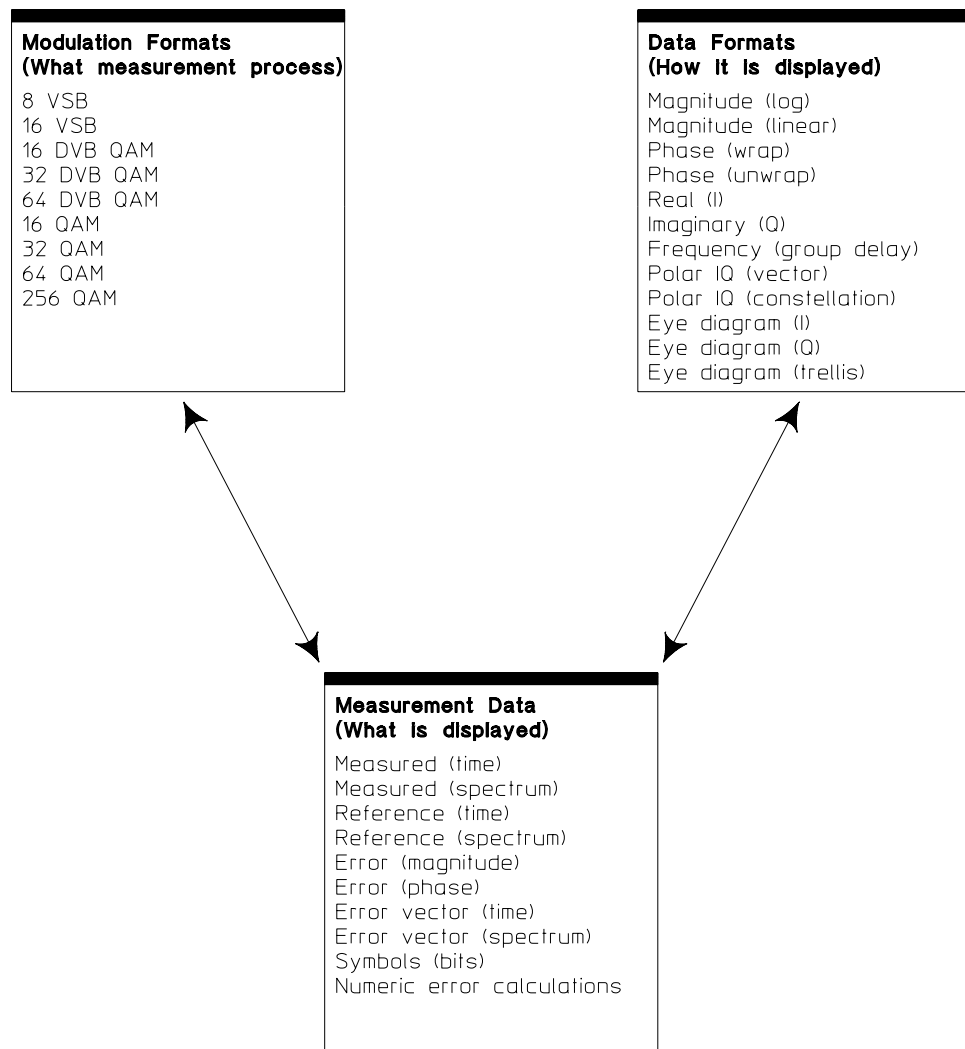 Modulation Formats
(What measurement process)
8 VSB
16 VSB
16 DVB QAM
32 DVB QAM
64 DVB QAM
16 QAM
32 QAM
64 QAM
256 QAM
Data Formats
(How it is displayed)
Magnitude (log)
Magnitude (linear)
Phase (wrap)
Phase (unwrap)
Real (I)
Imaginary (Q)
Frequency (group delay)
Polar IQ (vector)
Polar IQ (constellation)
Eye diagram (I)
Eye diagram (Q)
Eye diagram (trellis)
Measurement Data
(What is displayed)
Measured (time)
Measured (spectrum)
Reference (time)
Reference (spectrum)
Error (magnitude)
Error (phase)
Error vector (time)
Error vector (spectrum)
Symbols (bits)
Numeric error calculations